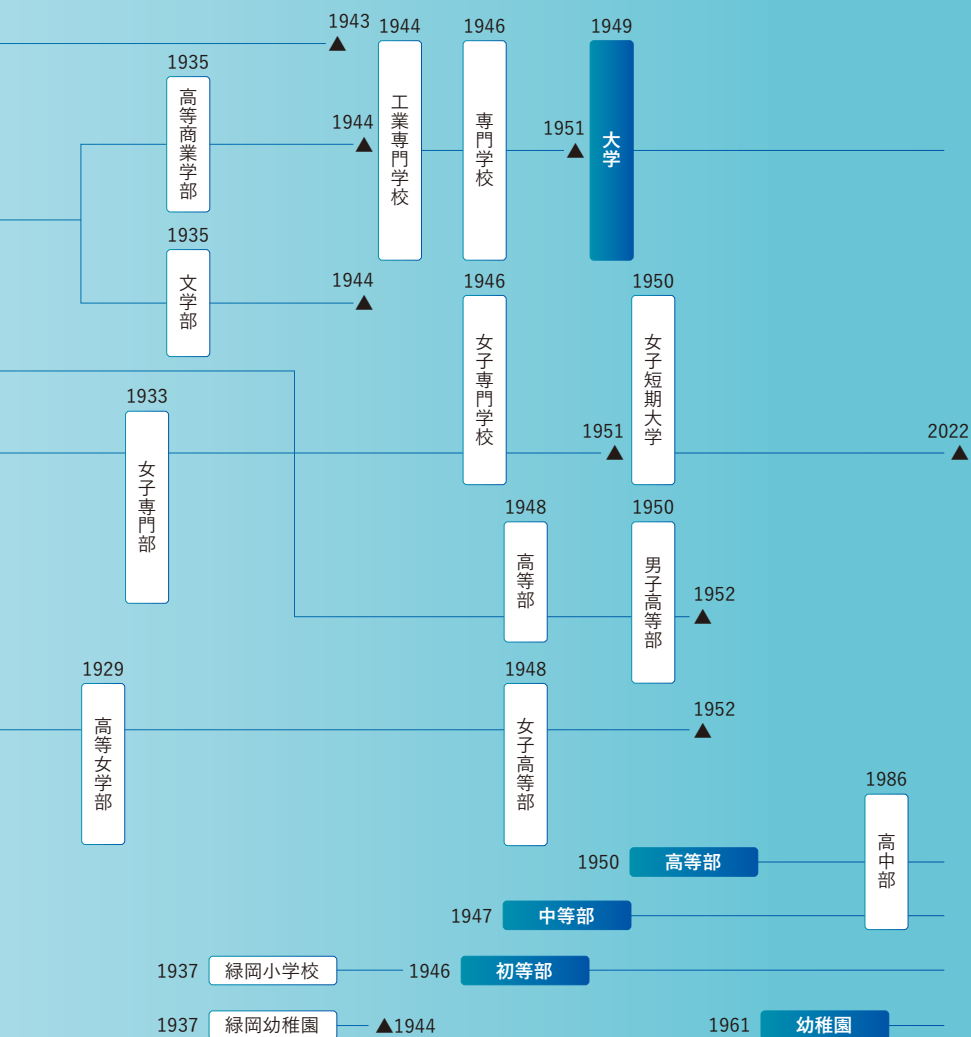 1943
1944
工業専門学校
1946
専門学校
1949
大学
1935
高等商業学部
1944
1951
1935
文学部
1944
1946
女子専門学校
1950
女子短期大学
1933
女子専門部
1951
2022
1948
高等部
1950
男子高等部
1952
1929
高等女学部
1948
女子高等部
1952
1986
高中部
1950 高等部
1947 中等部
1937 緑岡小学校 1946 初等部
1937 緑岡幼稚園 ▲1944 1961 幼稚園